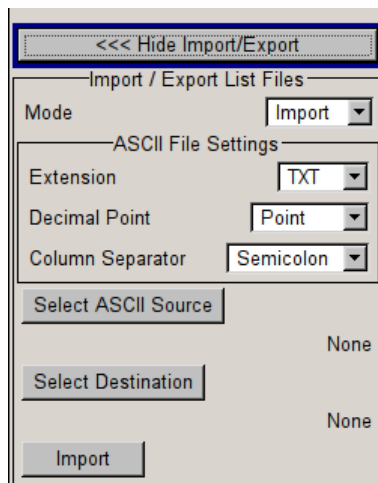 <<< Hide Import/Export
Import / Export List Files
Mode Import
ASCII File Settings
Extension TXT
Decimal Point Point
Column Separator Semicolon
Select ASCII Source
None
Select Destination
None
Import